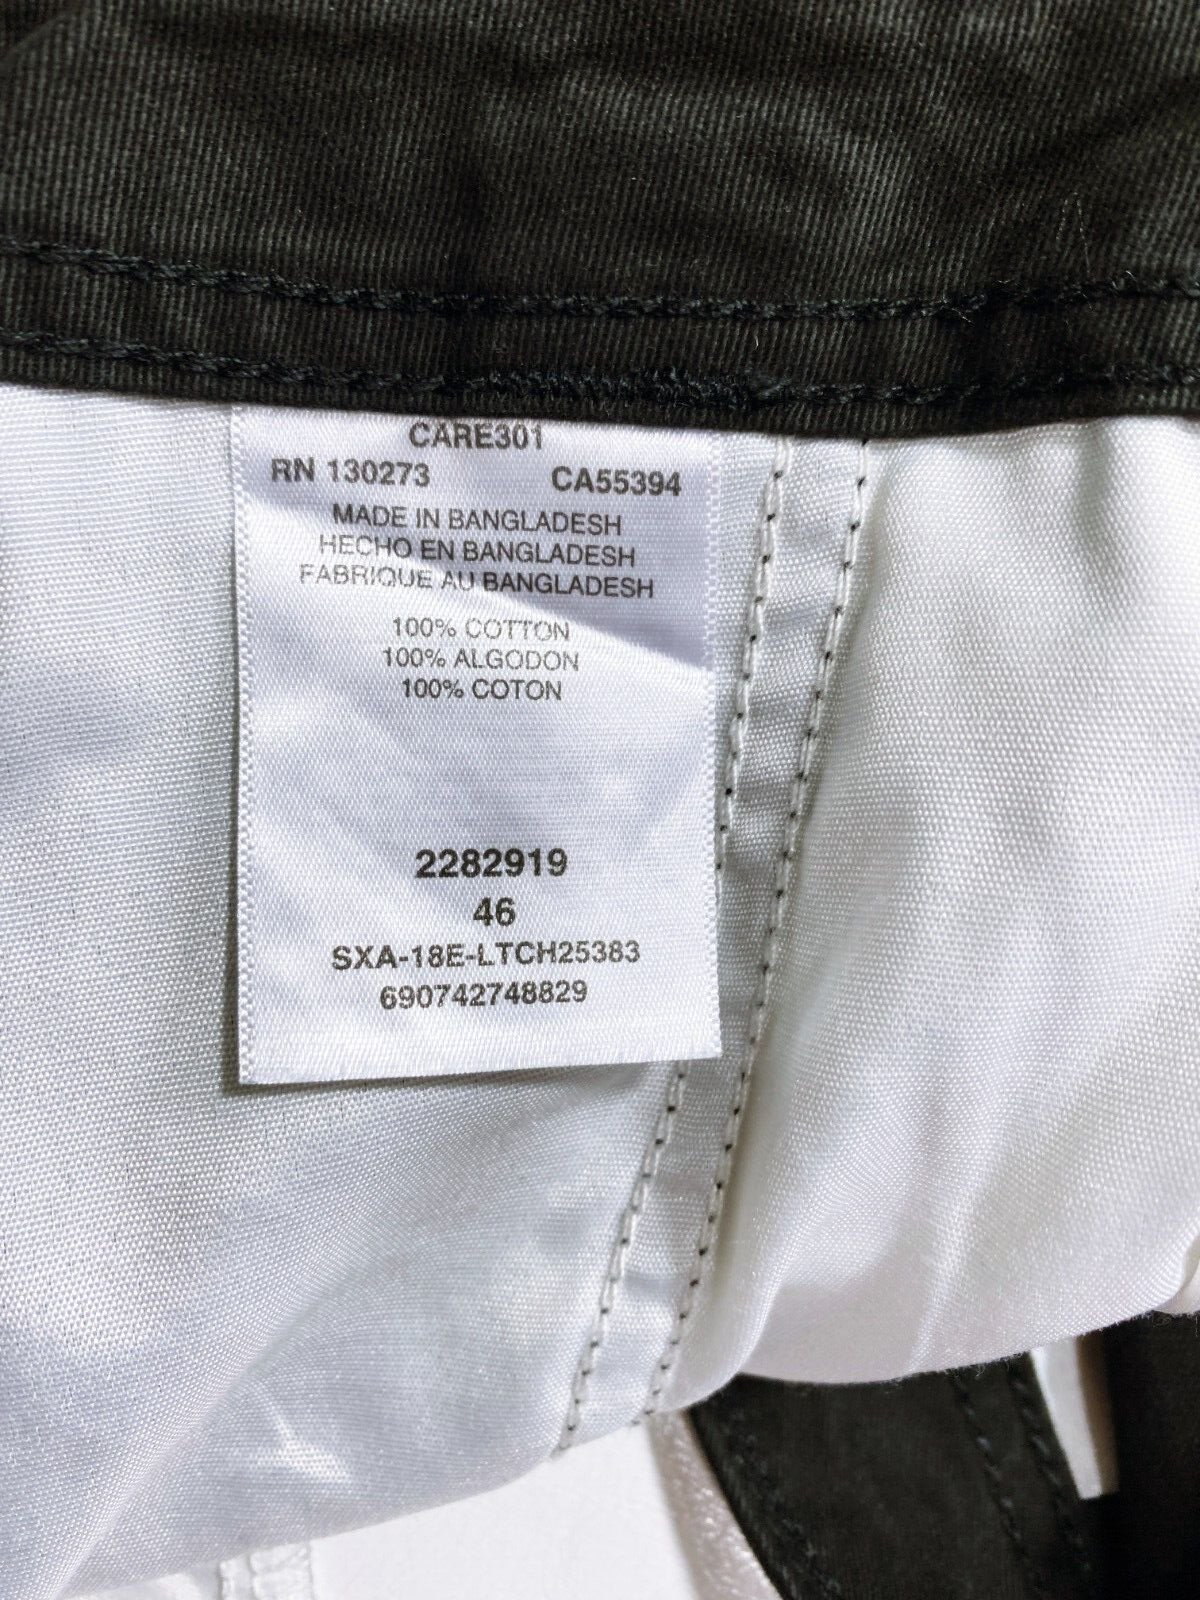 CARE301
RN 130273 CA55394
MADE IN BANGLADESH
HECHO EN BANGLADESH
FABRIQUE AU BANGLADESH
100% COTTON
100% ALGODON
100% COTON
2282919
46
SXA-18E-LTCH25383
690742748829